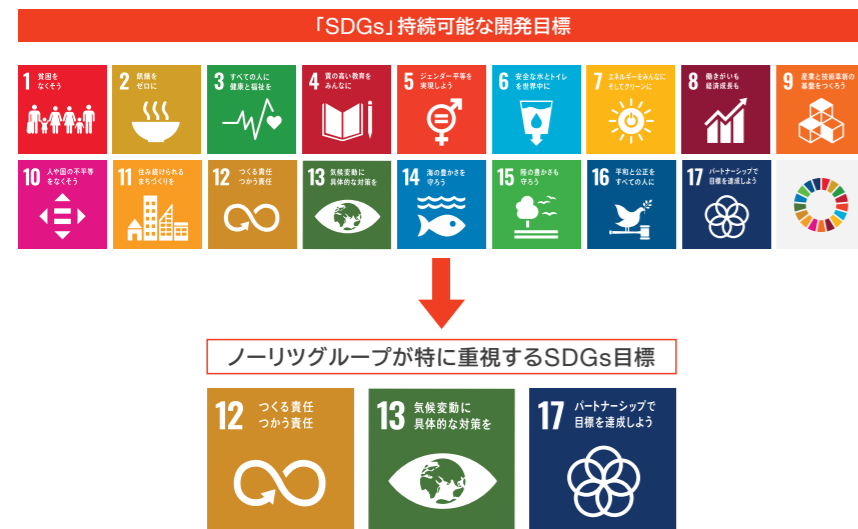 「SDGs」持続可能な開発目標
1 貧困を
なくそう
2 飢餓を
ゼロに
3 すべての人に
健康と福祉を
4 質の高い教育を
みんなに
5 ジェンダー平等を
実現しよう
6 安全な水とトイレ
を世界中に
7 エネルギーをみんなに
そしてクリーンに
8 働きがいも
経済成長も
9 産業と技術革新の
基盤をつくろう
10 人や国の不平等
をなくそう
11 住み続けられる
まちづくりを
12 つくる責任
つかう責任
13 気候変動に
具体的な対策を
14 海の豊かさを
守ろう
15 陸の豊かさも
守ろう
16 平和と公正を
すべての人に
17 パートナーシップで
目標を達成しよう
ノーリツグループが特に重視するSDGs目標
12 つくる責任
つかう責任
13 気候変動に
具体的な対策を
17 パートナーシップで
目標を達成しよう